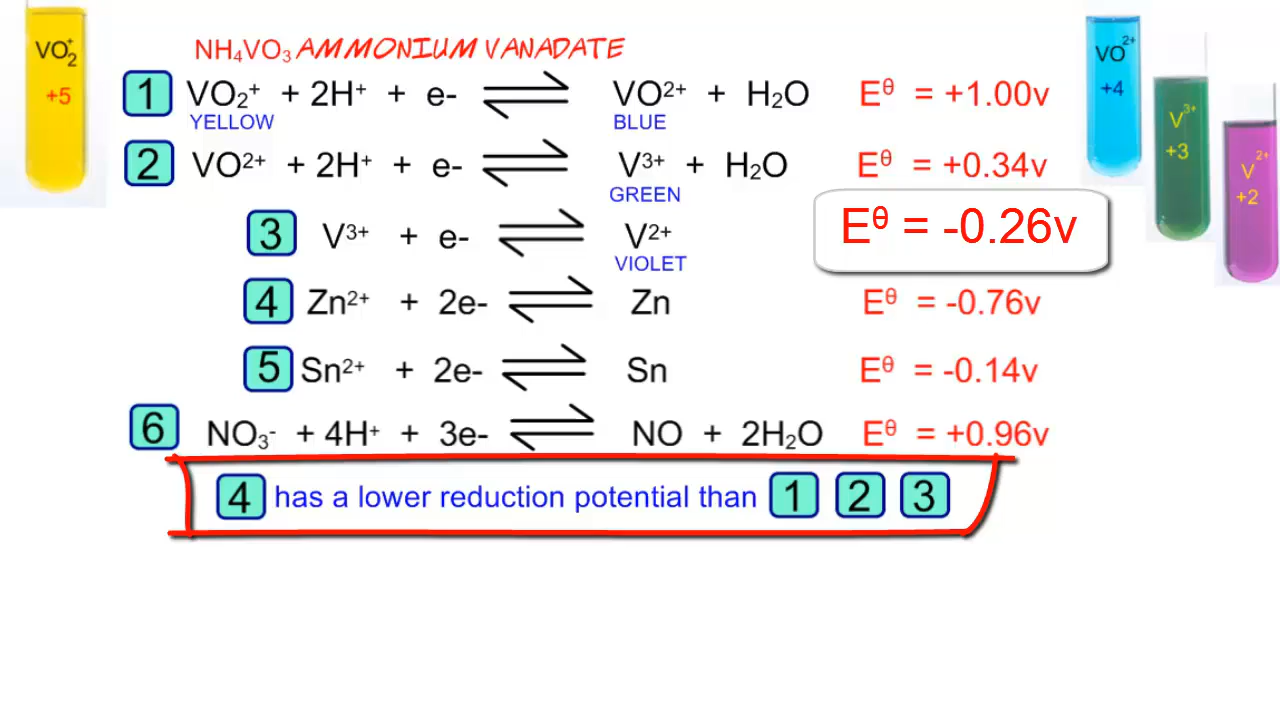 NH₄VO₃ AMMONIUM VANADATE
VO₂⁺ +5
1 VO₂⁺ + 2H⁺ + e- ⇌ VO²⁺ + H₂O Eᶿ = +1.00v
YELLOW BLUE
2 VO²⁺ + 2H⁺ + e- ⇌ V³⁺ + H₂O Eᶿ = +0.34v
GREEN
3 V³⁺ + e- ⇌ V²⁺ Eᶿ = -0.26v
VIOLET
4 Zn²⁺ + 2e- ⇌ Zn Eᶿ = -0.76v
5 Sn²⁺ + 2e- ⇌ Sn Eᶿ = -0.14v
6 NO₃⁻ + 4H⁺ + 3e- ⇌ NO + 2H₂O Eᶿ = +0.96v
4 has a lower reduction potential than 1 2 3
VO²⁺ +4
V³⁺ +3
V²⁺ +2